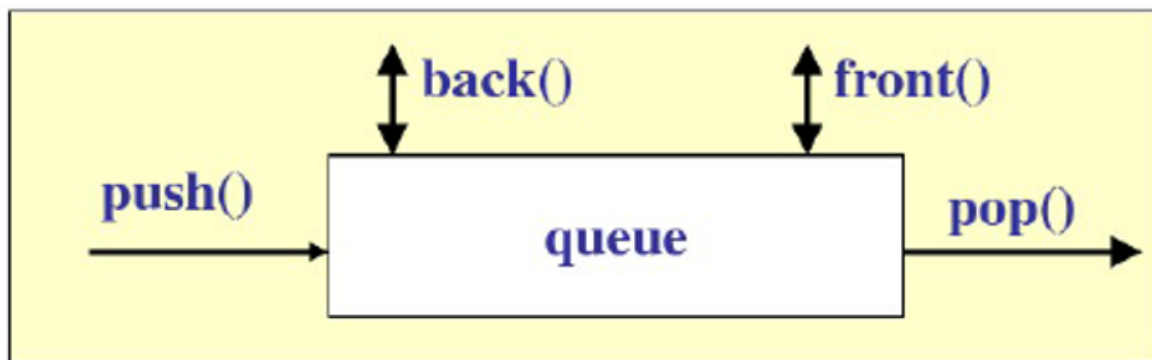 back()
front()
push()
pop()
queue